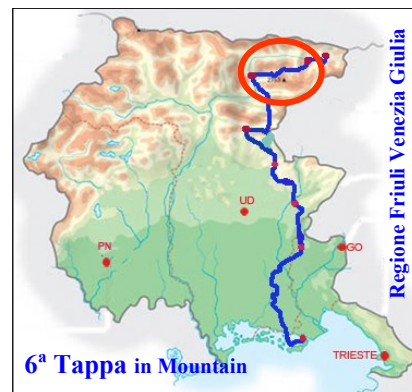 Regione Friuli Venezia Giulia
UD
PN
GO
6ª Tappa in Mountain
TRIESTE